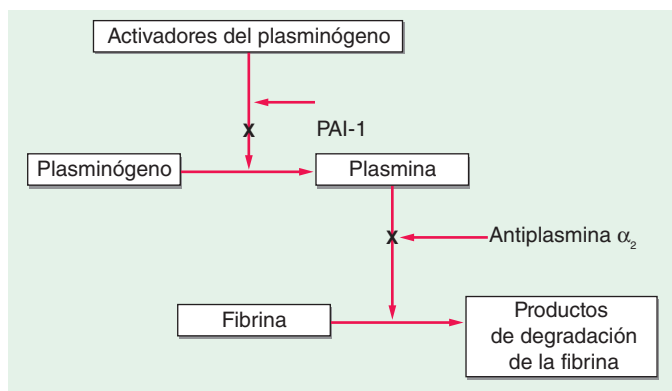 Activadores del plasminógeno
X
PAI-1
Plasminógeno
Plasmina
X
Antiplasmina α₂
Fibrina
Productos
de degradación
de la fibrina